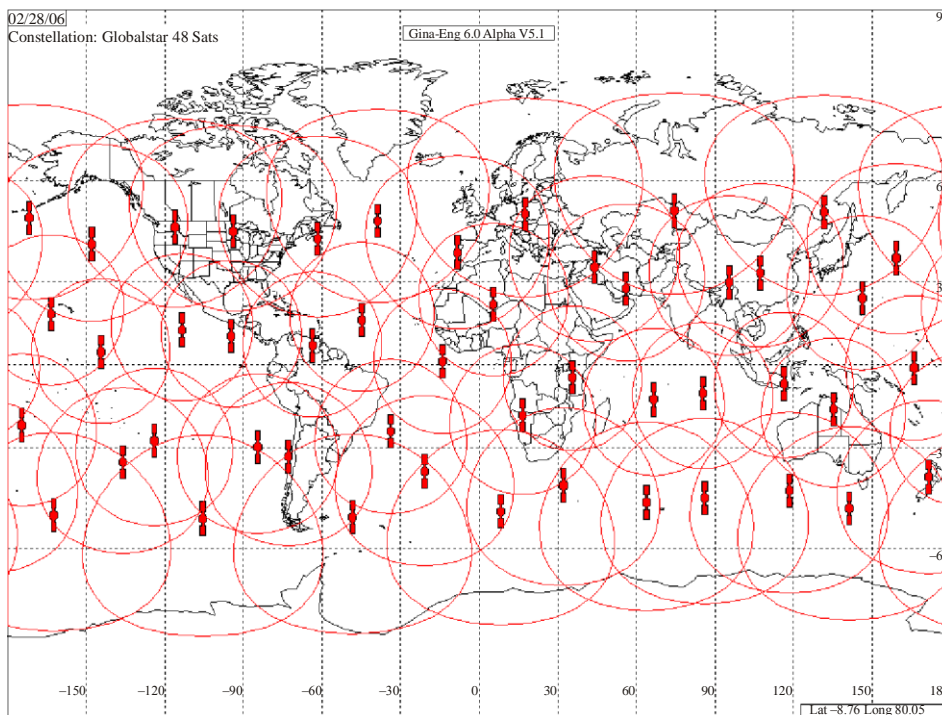 02/28/06
9
Constellation: Globalstar 48 Sats
Gina-Eng 6.0 Alpha V5.1
6
3
–3
–6
–150 –120 –90 –60 –30 0 30 60 90 120 150 18
Lat –8.76 Long 80.05